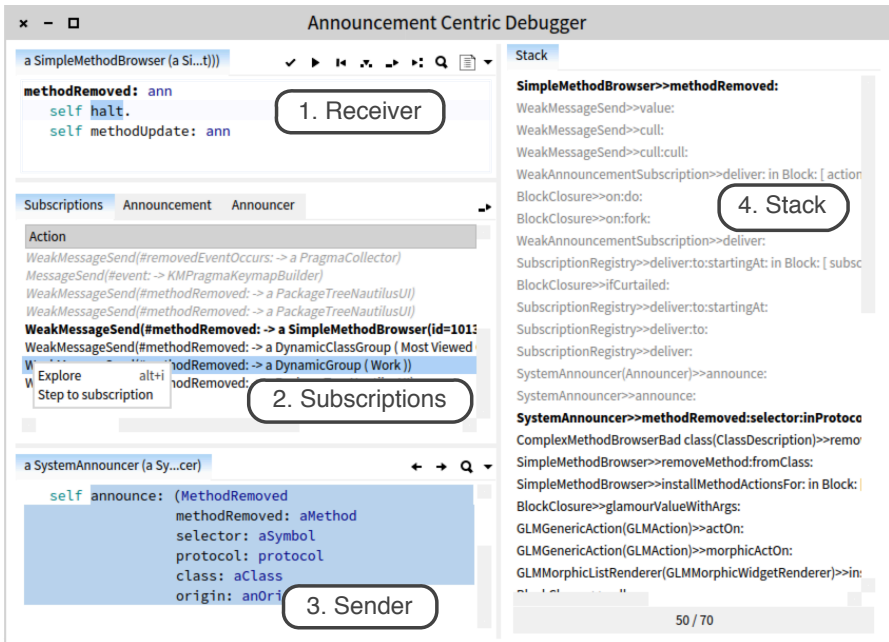 Announcement Centric Debugger
a SimpleMethodBrowser (a Si...t)))
methodRemoved: ann
self halt.
self methodUpdate: ann
1. Receiver
Subscriptions Announcement Announcer
Action
WeakMessageSend(#removedEventOccurs: -> a PragmaCollector)
MessageSend(#event: -> KMPragmaKeymapBuilder)
WeakMessageSend(#methodRemoved: -> a PackageTreeNautilusUI)
WeakMessageSend(#methodRemoved: -> a PackageTreeNautilusUI)
WeakMessageSend(#methodRemoved: -> a SimpleMethodBrowser(id=1013
WeakMessageSend(#methodRemoved: -> a DynamicClassGroup ( Most Viewed
hodRemoved: -> a DynamicGroup ( Work ))
hodRemoved:
Explore alt+i
Step to subscription
2. Subscriptions
a SystemAnnouncer (a Sy...cer)
self announce: (MethodRemoved
methodRemoved: aMethod
selector: aSymbol
protocol: protocol
class: aClass
origin: anOri
3. Sender
Stack
SimpleMethodBrowser>>methodRemoved:
WeakMessageSend>>value:
WeakMessageSend>>cull:
WeakMessageSend>>cull:cull:
WeakAnnouncementSubscription>>deliver: in Block: [ action
BlockClosure>>on:do:
BlockClosure>>on:fork:
WeakAnnouncementSubscription>>deliver:
SubscriptionRegistry>>deliver:to:startingAt: in Block: [ subsc
BlockClosure>>ifCurtailed:
SubscriptionRegistry>>deliver:to:startingAt:
SubscriptionRegistry>>deliver:to:
SubscriptionRegistry>>deliver:
SystemAnnouncer(Announcer)>>announce:
SystemAnnouncer>>announce:
SystemAnnouncer>>methodRemoved:selector:inProtoco
ComplexMethodBrowserBad class(ClassDescription)>>remo
SimpleMethodBrowser>>removeMethod:fromClass:
SimpleMethodBrowser>>installMethodActionsFor: in Block: [
BlockClosure>>glamourValueWithArgs:
GLMGenericAction(GLMAction)>>actOn:
GLMGenericAction(GLMAction)>>morphicActOn:
GLMMorphicListRenderer(GLMMorphicWidgetRenderer)>>in
4. Stack
50 / 70